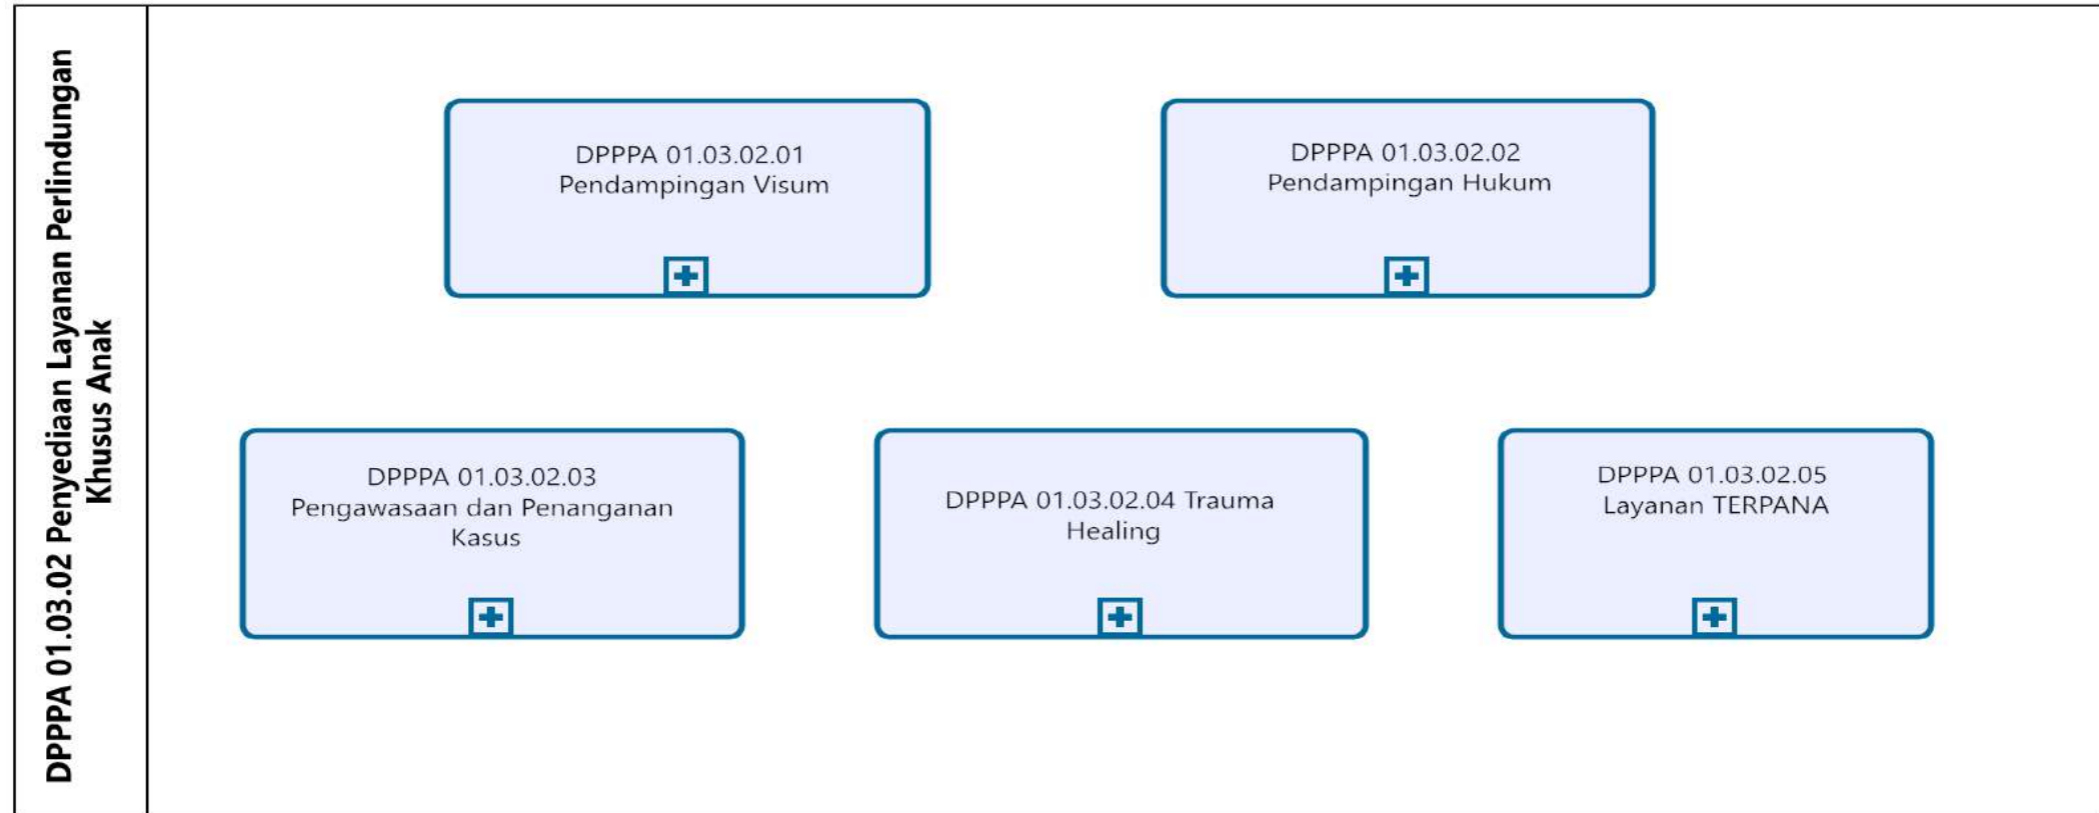 DPPPA 01.03.02 Penyediaan Layanan Perlindungan
Khusus Anak
DPPPA 01.03.02.01
Pendampingan Visum
DPPPA 01.03.02.02
Pendampingan Hukum
DPPPA 01.03.02.03
Pengawasaan dan Penanganan
Kasus
DPPPA 01.03.02.04 Trauma
Healing
DPPPA 01.03.02.05
Layanan TERPANA